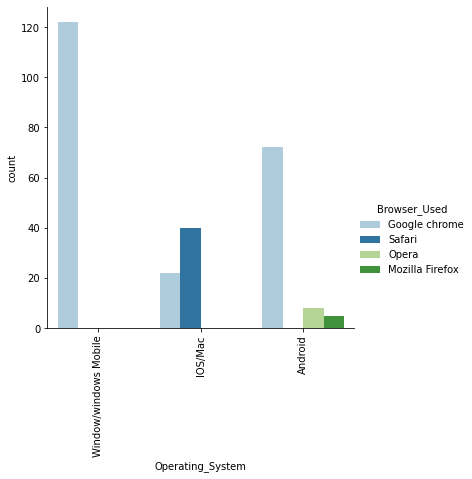 120
100
80
60
40
20
0
count
Window/windows Mobile
IOS/Mac
Android
Operating_System
Browser_Used
Google chrome
Safari
Opera
Mozilla Firefox